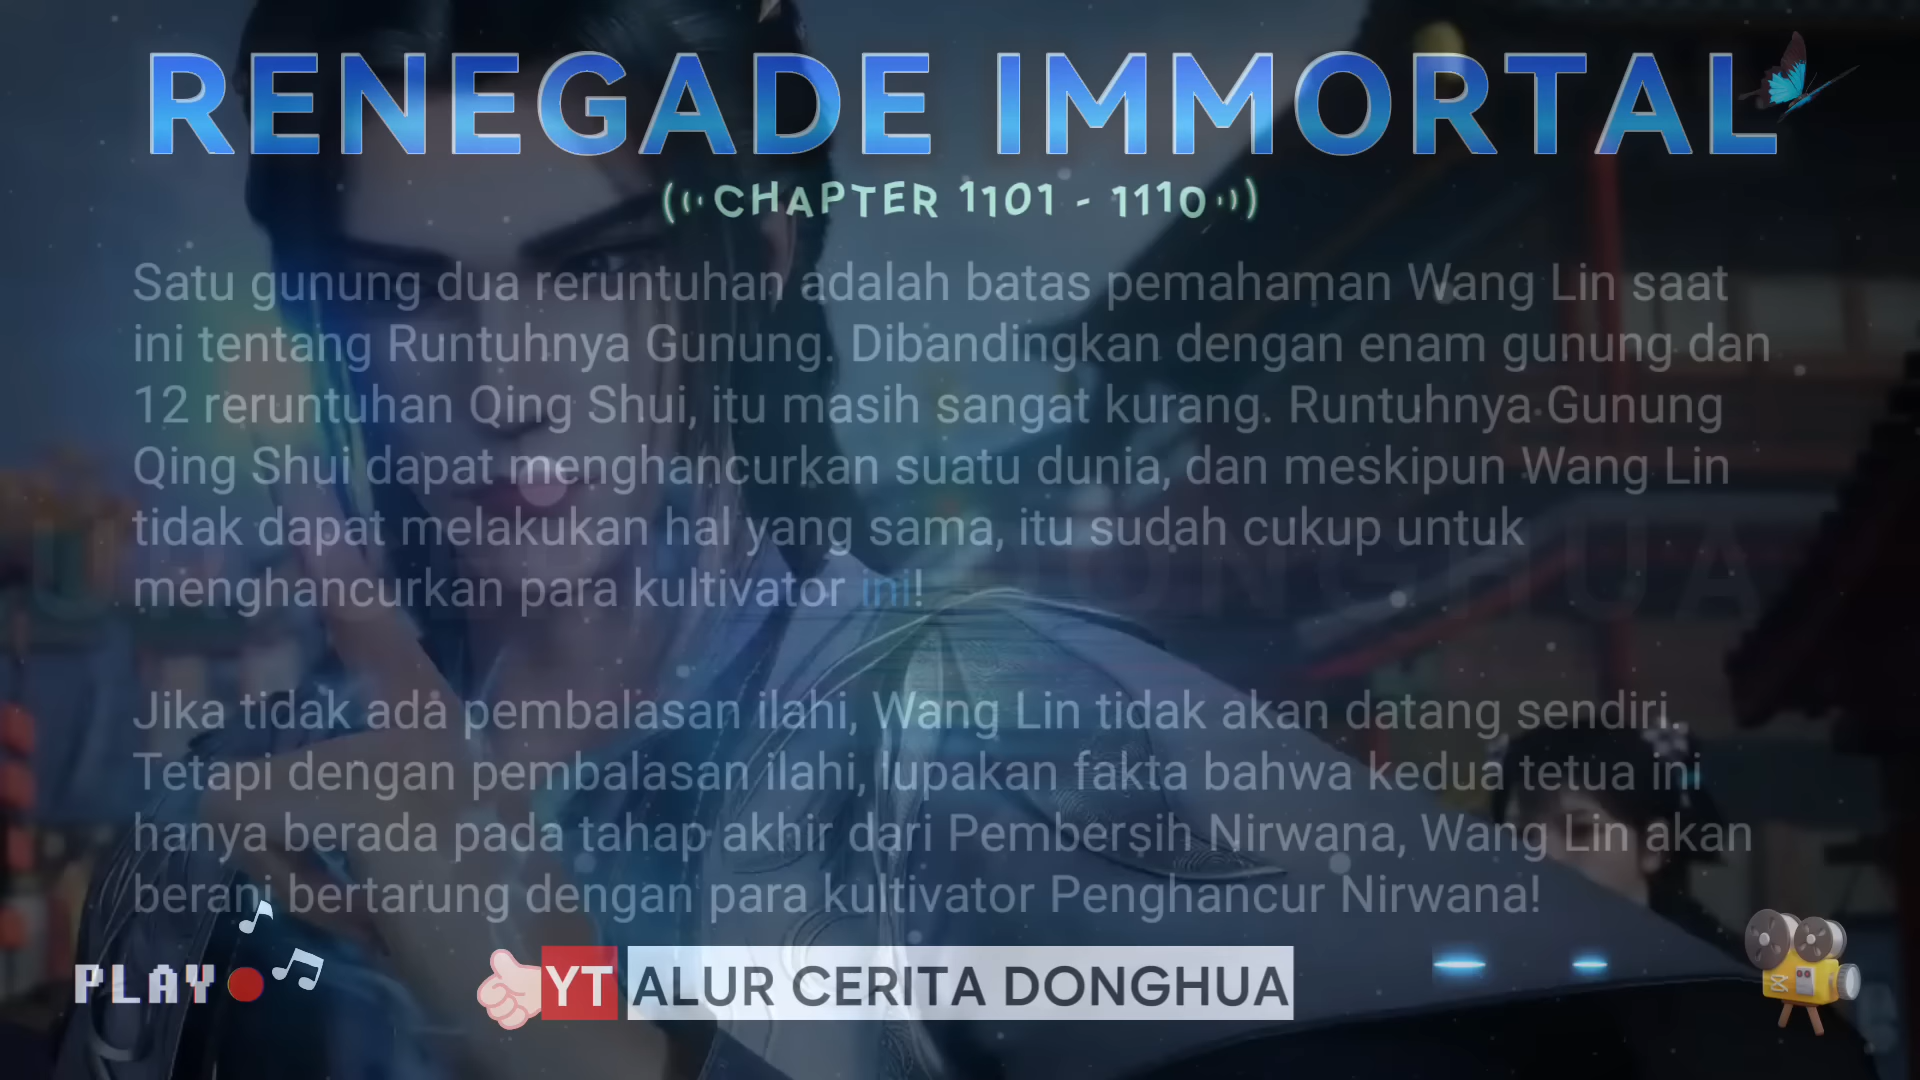 RENEGADE IMMORTAL
CHAPTER 1101 - 1110
Satu gunung dua reruntuhan adalah batas pemahaman Wang Lin saat
ini tentang Runtuhnya Gunung. Dibandingkan dengan enam gunung dan
12 reruntuhan Qing Shui, itu masih sangat kurang. Runtuhnya Gunung
Qing Shui dapat menghancurkan suatu dunia, dan meskipun Wang Lin
tidak dapat melakukan hal yang sama, itu sudah cukup untuk
menghancurkan para kultivator ini!
Jika tidak ada pembalasan ilahi, Wang Lin tidak akan datang sendiri.
Tetapi dengan pembalasan ilahi, lupakan fakta bahwa kedua tetua ini
hanya berada pada tahap akhir dari Pembersih Nirwana, Wang Lin akan
berani bertarung dengan para kultivator Penghancur Nirwana!
PLAY
YT ALUR CERITA DONGHUA